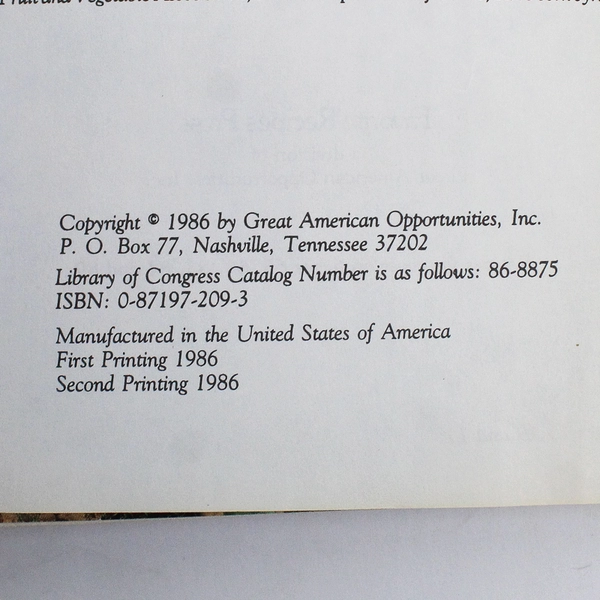 Copyright © 1986 by Great American Opportunities, Inc.
P. O. Box 77, Nashville, Tennessee 37202
Library of Congress Catalog Number is as follows: 86-8875
ISBN: 0-87197-209-3
Manufactured in the United States of America
First Printing 1986
Second Printing 1986